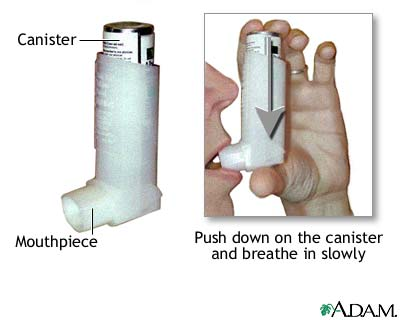 Canister
Mouthpiece
Push down on the canister
and breathe in slowly
A.D.A.M.